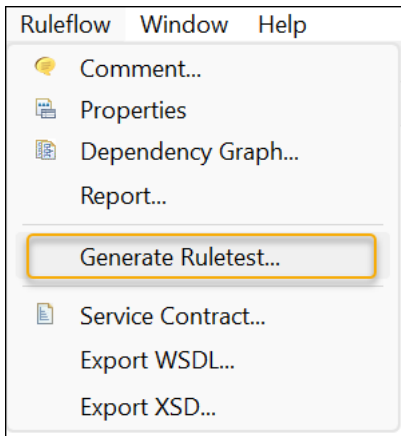 Ruleflow Window Help
Comment...
Properties
Dependency Graph...
Report...
Generate Ruletest...
Service Contract...
Export WSDL...
Export XSD...